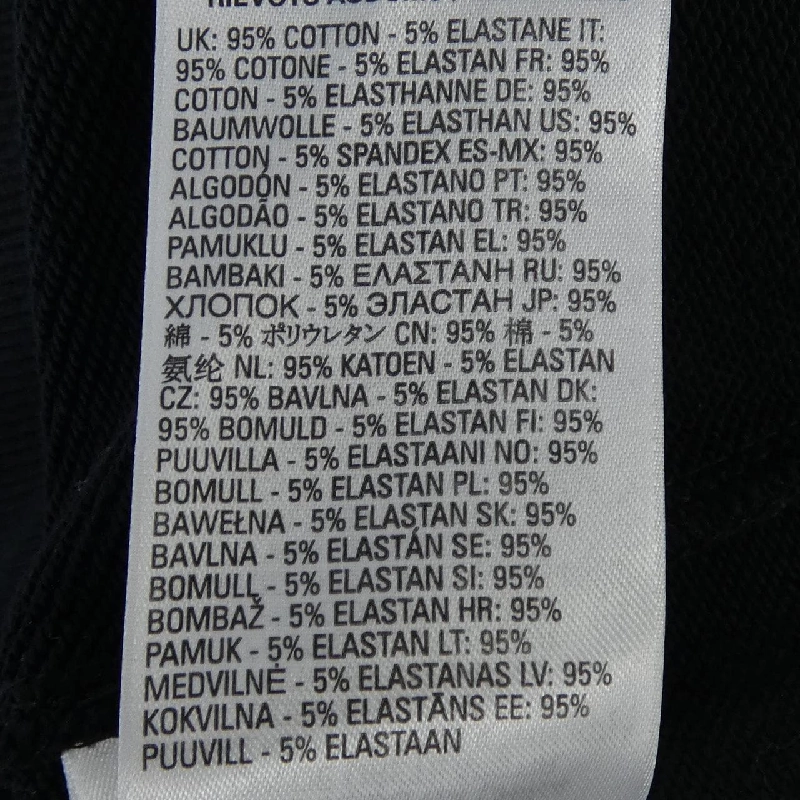 UK: 95% COTTON - 5% ELASTANE IT:
95% COTONE - 5% ELASTAN FR: 95%
COTON - 5% ELASTHANNE DE: 95%
BAUMWOLLE - 5% ELASTHAN US: 95%
COTTON - 5% SPANDEX ES-MX: 95%
ALGODÓN - 5% ELASTANO PT: 95%
ALGODÃO - 5% ELASTANO TR: 95%
PAMUKLU - 5% ELASTAN EL: 95%
BAMBAKI - 5% ΕΛΑΣΤΑΝΗ RU: 95%
ХЛОПОК - 5% ЭЛАСТАН JP: 95%
綿 - 5% ポリウレタン CN: 95% 棉 - 5%
氨纶 NL: 95% KATOEN - 5% ELASTAN
CZ: 95% BAVLNA - 5% ELASTAN DK:
95% BOMULD - 5% ELASTAN FI: 95%
PUUVILLA - 5% ELASTAANI NO: 95%
BOMULL - 5% ELASTAN PL: 95%
BAWEŁNA - 5% ELASTAN SK: 95%
BAVLNA - 5% ELASTÁN SE: 95%
BOMULL - 5% ELASTAN SI: 95%
BOMBAŽ - 5% ELASTAN HR: 95%
PAMUK - 5% ELASTAN LT: 95%
MEDVILNĖ - 5% ELASTANAS LV: 95%
KOKVILNA - 5% ELASTĀNS EE: 95%
PUUVILL - 5% ELASTAAN